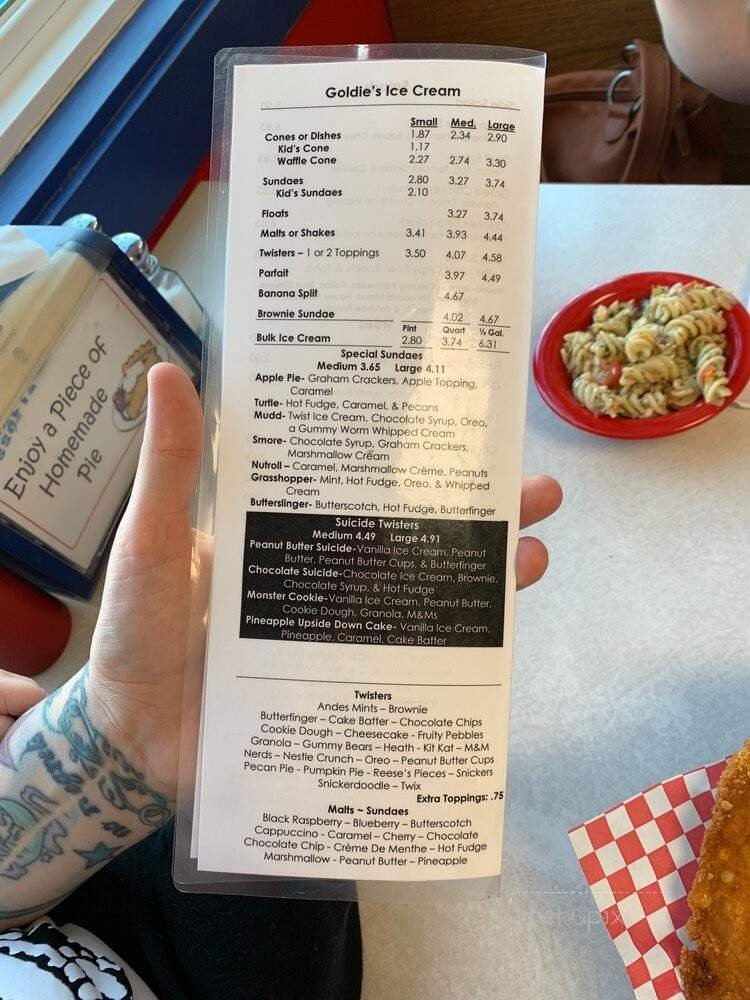 Goldie's Ice Cream
Small Med. Large
Cones or Dishes 1.87 2.34 2.90
Kid's Cone 1.17
Waffle Cone 2.27 2.74 3.30
Sundaes 2.80 3.27 3.74
Kid's Sundaes 2.10
Floats 3.27 3.74
Malts or Shakes 3.41 3.93 4.44
Twisters – 1 or 2 Toppings 3.50 4.07 4.58
Parfait 3.97 4.49
Banana Split 4.67
Brownie Sundae 4.02 4.67
Pint Quart ½ Gal.
Bulk Ice Cream 2.80 3.74 6.31
Special Sundaes
Medium 3.65 Large 4.11
Apple Pie- Graham Crackers, Apple Topping,
Caramel
Turtle- Hot Fudge, Caramel, & Pecans
Mudd- Twist Ice Cream, Chocolate Syrup, Oreo,
a Gummy Worm Whipped Cream
Smore- Chocolate Syrup, Graham Crackers,
Marshmallow Cream
Nutroll – Caramel, Marshmallow Crème, Peanuts
Grasshopper- Mint, Hot Fudge, Oreo, & Whipped
Cream
Butterslinger- Butterscotch, Hot Fudge, Butterfinger
Suicide Twisters
Medium 4.49 Large 4.91
Peanut Butter Suicide-Vanilla Ice Cream, Peanut
Butter, Peanut Butter Cups, & Butterfinger
Chocolate Suicide-Chocolate Ice Cream, Brownie,
Chocolate Syrup, & Hot Fudge
Monster Cookie-Vanilla Ice Cream, Peanut Butter,
Cookie Dough, Granola, M&Ms
Pineapple Upside Down Cake- Vanilla Ice Cream,
Pineapple, Caramel, Cake Batter
Twisters
Andes Mints – Brownie
Butterfinger – Cake Batter – Chocolate Chips
Cookie Dough – Cheesecake - Fruity Pebbles
Granola – Gummy Bears – Heath - Kit Kat – M&M
Nerds – Nestle Crunch – Oreo – Peanut Butter Cups
Pecan Pie - Pumpkin Pie - Reese's Pieces – Snickers
Snickerdoodle – Twix
Extra Toppings: .75
Malts ~ Sundaes
Black Raspberry – Blueberry – Butterscotch
Cappuccino - Caramel – Cherry – Chocolate
Chocolate Chip - Crème De Menthe – Hot Fudge
Marshmallow - Peanut Butter – Pineapple
Enjoy a Piece of
Homemade
Pie